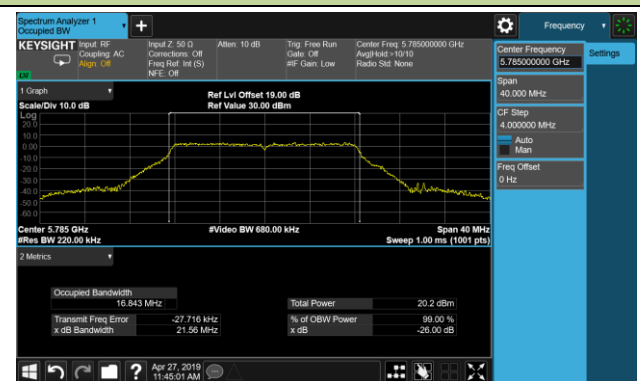 Spectrum Analyzer 1
Occupied BW
Frequency
KEYSIGHT
Input: RF
Coupling: AC
Align: Off
Input Z: 50 Ω
Corrections: Off
Freq Ref: Int (S)
NFE: Off
Atten: 10 dB
Trig: Free Run
Gate: Off
#IF Gain: Low
Center Freq: 5.785000000 GHz
Avg|Hold:>10/10
Radio Std: None
Center Frequency
5.785000000 GHz
Settings
Span
40.000 MHz
CF Step
4.000000 MHz
Auto
Man
Freq Offset
0 Hz
1 Graph
Scale/Div 10.0 dB
Ref Lvl Offset 19.00 dB
Ref Value 30.00 dBm
Log
20.0
10.0
0.00
-10.0
-20.0
-30.0
-40.0
-50.0
-60.0
Center 5.785 GHz
#Res BW 220.00 kHz
#Video BW 680.00 kHz
Span 40 MHz
Sweep 1.00 ms (1001 pts)
2 Metrics
Occupied Bandwidth
16.843 MHz
Total Power 20.2 dBm
Transmit Freq Error -27.716 kHz
% of OBW Power 99.00 %
x dB Bandwidth 21.56 MHz
x dB -26.00 dB
?
Apr 27, 2019
11:45:01 AM